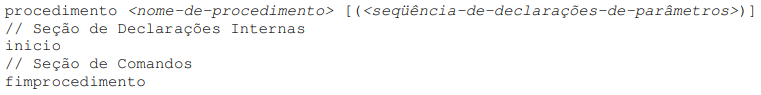 procedimento <nome-de-procedimento> [(<seqüência-de-declarações-de-parâmetros>)]
// Seção de Declarações Internas
inicio
// Seção de Comandos
fimprocedimento